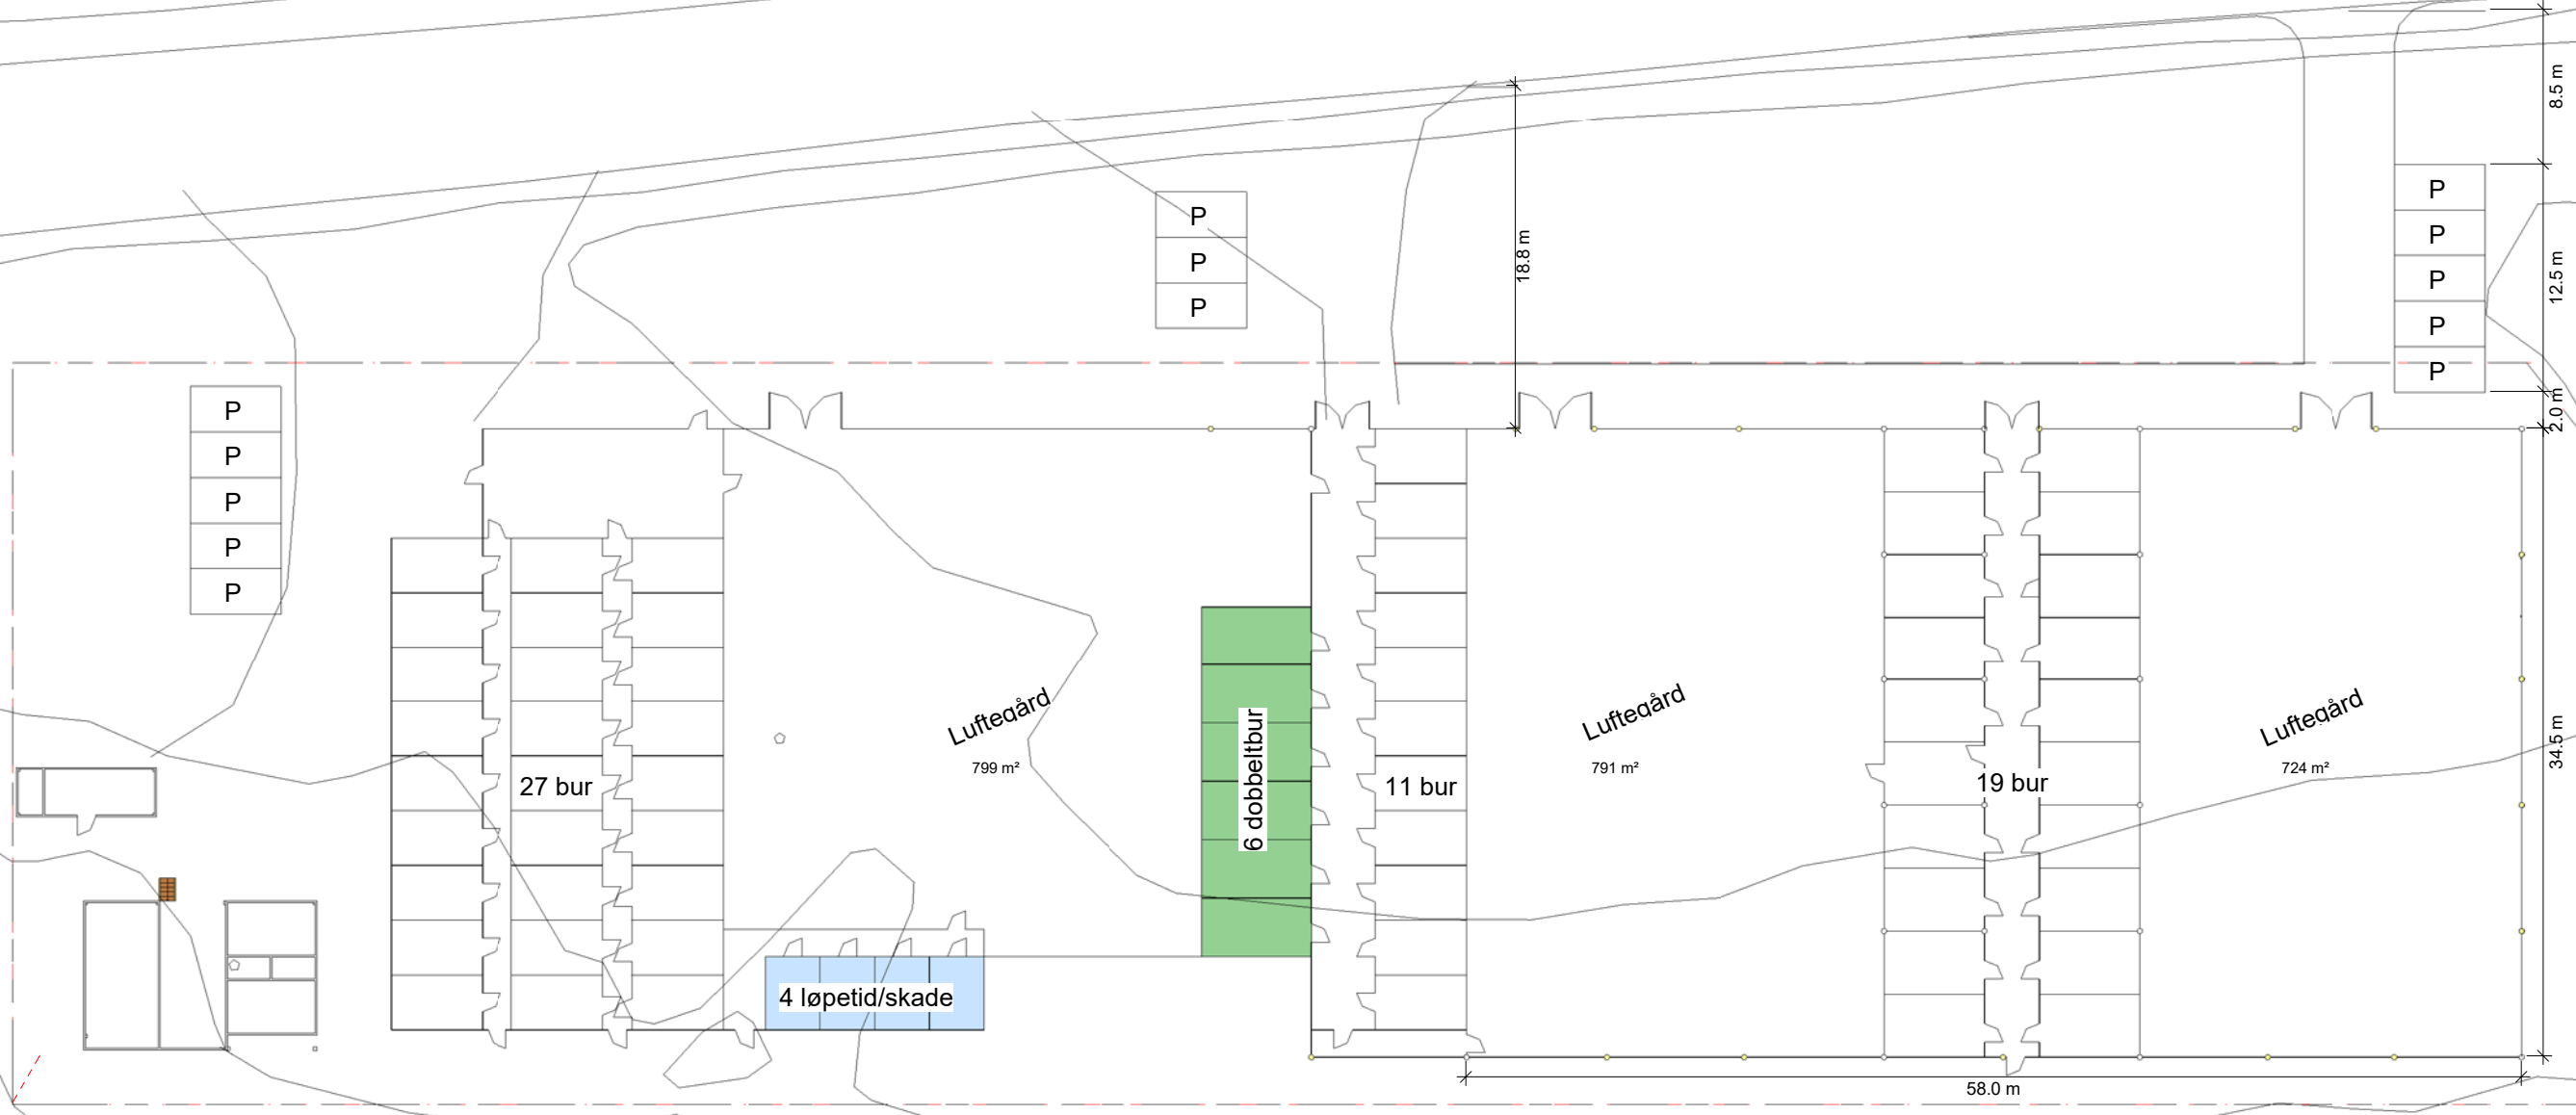 8.5 m
P
P
P
P
P
12.5 m
2.0 m
P
P
P
18.8 m
P
P
P
P
P
27 bur
Luftegård
799 m²
6 dobbeltbur
11 bur
Luftegård
791 m²
19 bur
Luftegård
724 m²
34.5 m
4 løpetid/skade
58.0 m